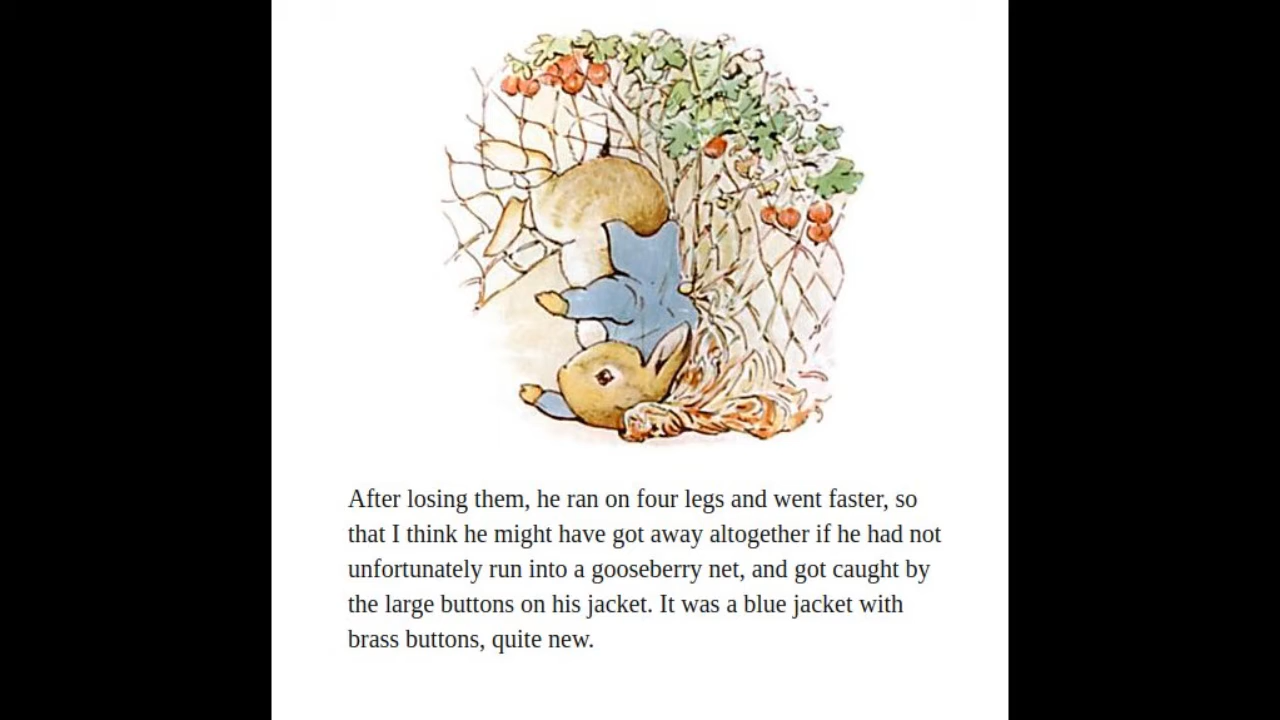 After losing them, he ran on four legs and went faster, so
that I think he might have got away altogether if he had not
unfortunately run into a gooseberry net, and got caught by
the large buttons on his jacket. It was a blue jacket with
brass buttons, quite new.